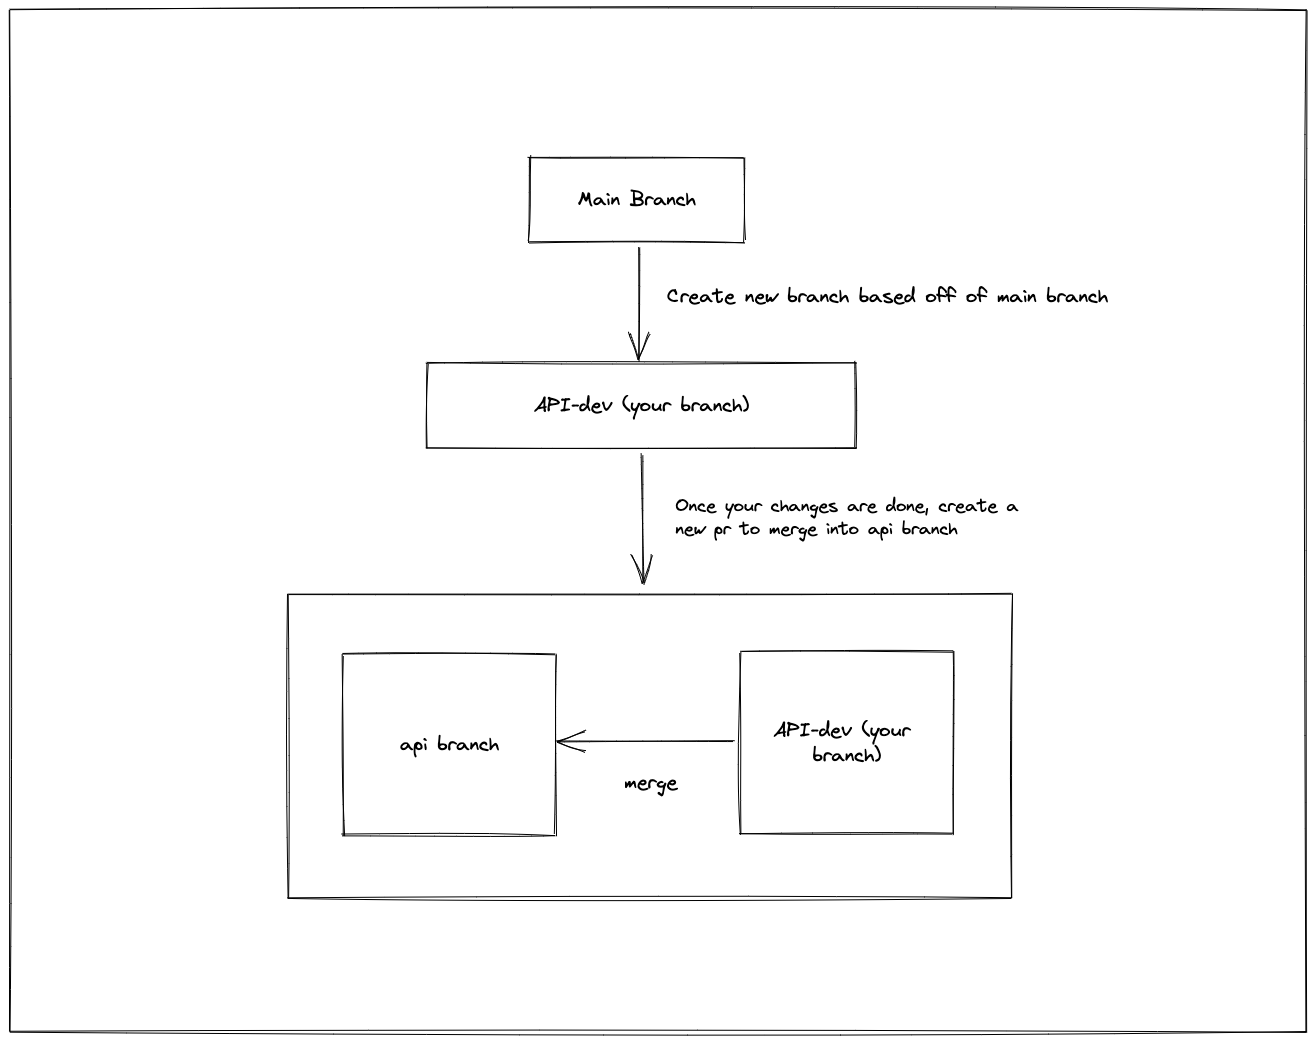 Main Branch
Create new branch based off of main branch
API-dev (your branch)
Once your changes are done, create a
new pr to merge into api branch
api branch
merge
API-dev (your
branch)